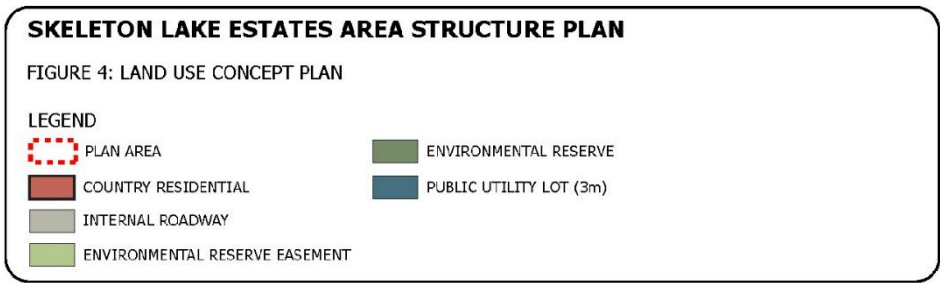 SKELETON LAKE ESTATES AREA STRUCTURE PLAN
FIGURE 4: LAND USE CONCEPT PLAN
LEGEND
PLAN AREA
COUNTRY RESIDENTIAL
INTERNAL ROADWAY
ENVIRONMENTAL RESERVE EASEMENT
ENVIRONMENTAL RESERVE
PUBLIC UTILITY LOT (3m)